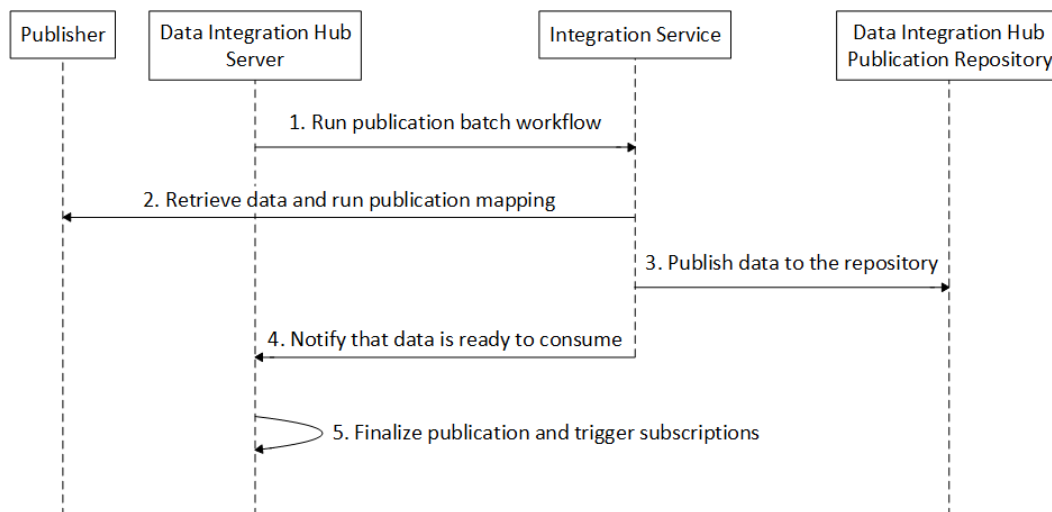 Publisher
Data Integration Hub
Server
Integration Service
Data Integration Hub
Publication Repository
1. Run publication batch workflow
2. Retrieve data and run publication mapping
3. Publish data to the repository
4. Notify that data is ready to consume
5. Finalize publication and trigger subscriptions